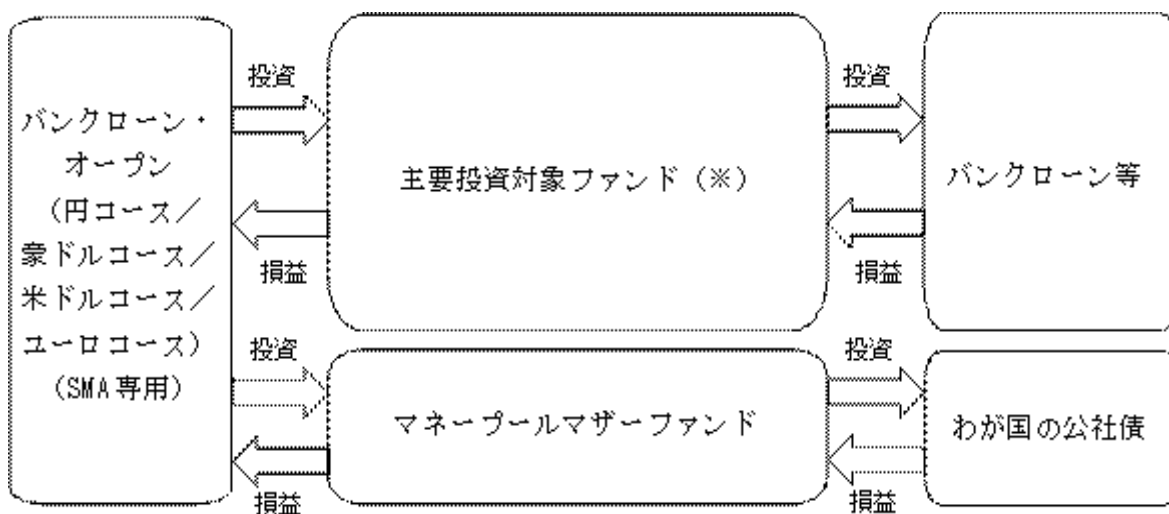 バンクローン・
オープン
（円コース／
豪ドルコース／
米ドルコース／
ユーロコース）
（SMA専用）
投資
損益
主要投資対象ファンド（※）
投資
損益
バンクローン等
投資
損益
マネープールマザーファンド
投資
損益
わが国の公社債